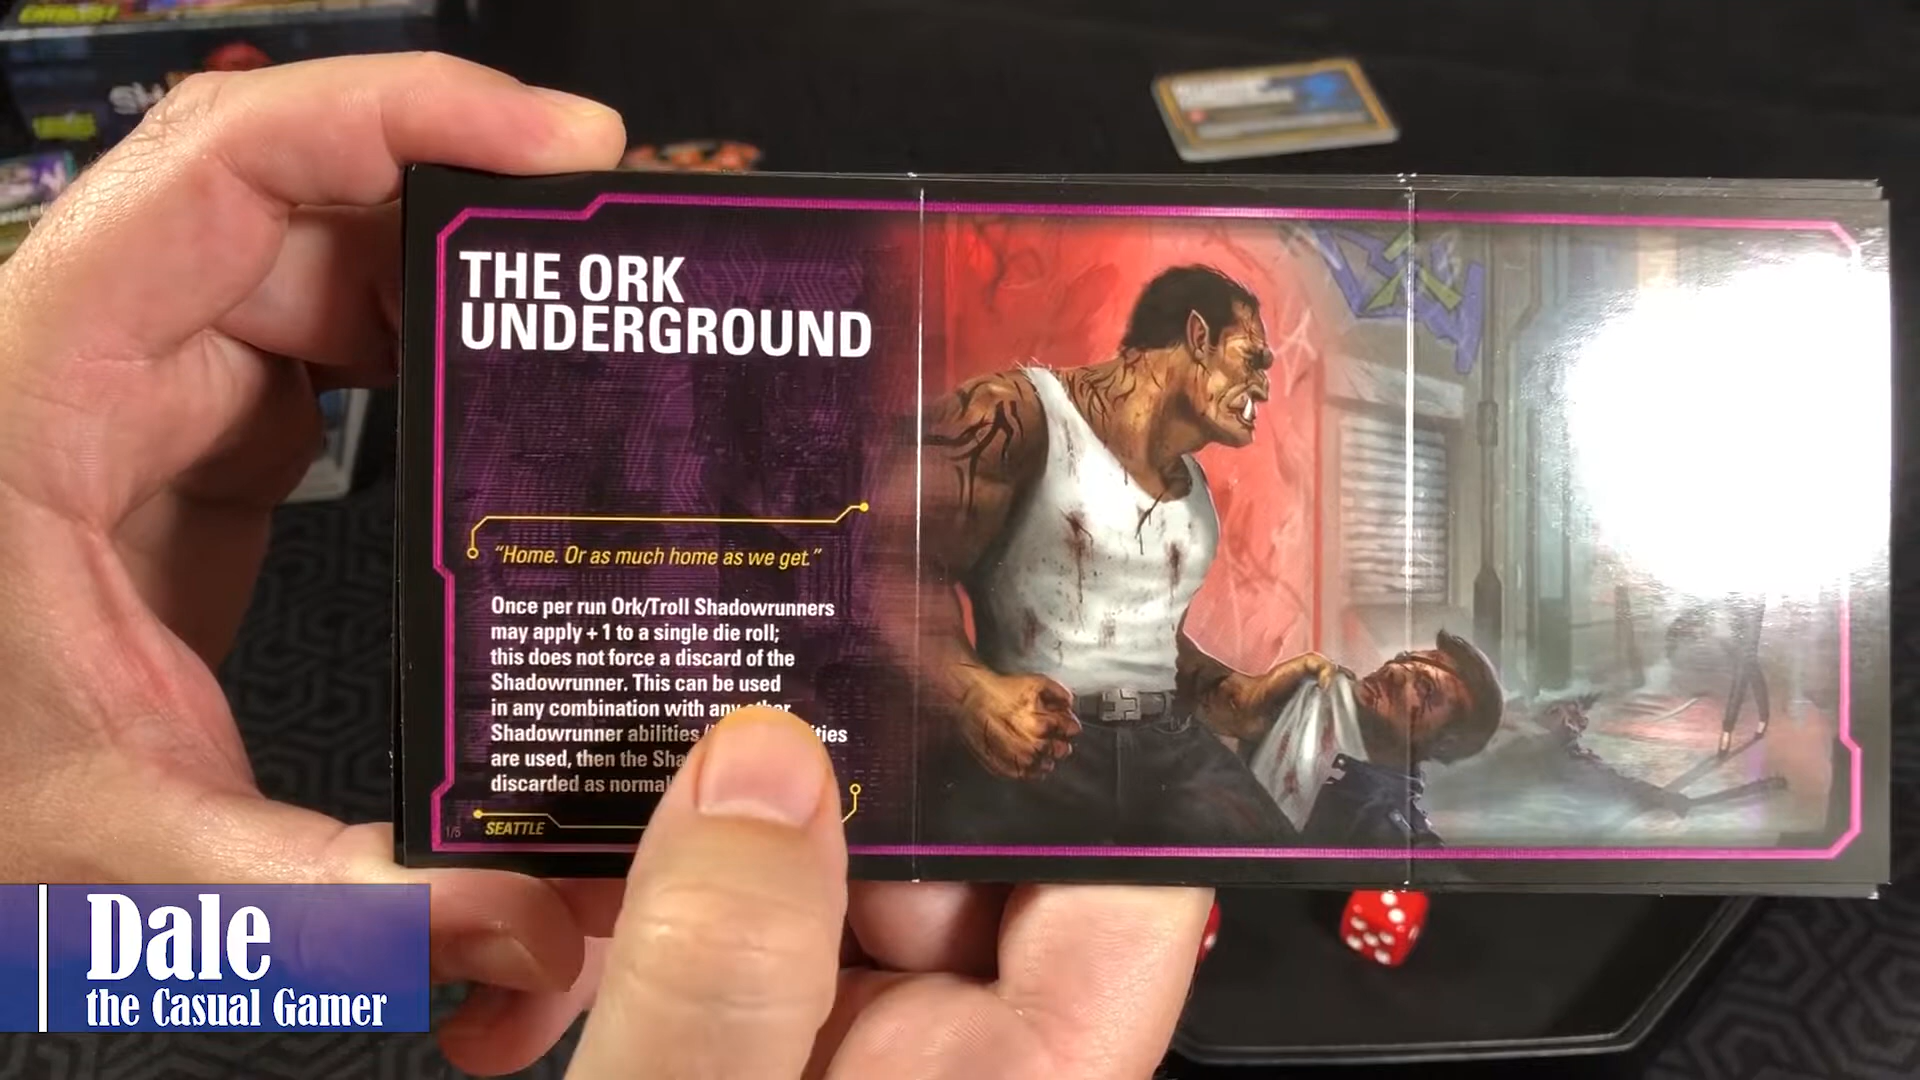 THE ORK
UNDERGROUND
"Home. Or as much home as we get."
Once per run Ork/Troll Shadowrunners
may apply +1 to a single die roll;
this does not force a discard of the
Shadowrunner. This can be used
in any combination with any other
Shadowrunner abilities
are used, then the
discarded as normal
1/5
SEATTLE
Dale
the Casual Gamer